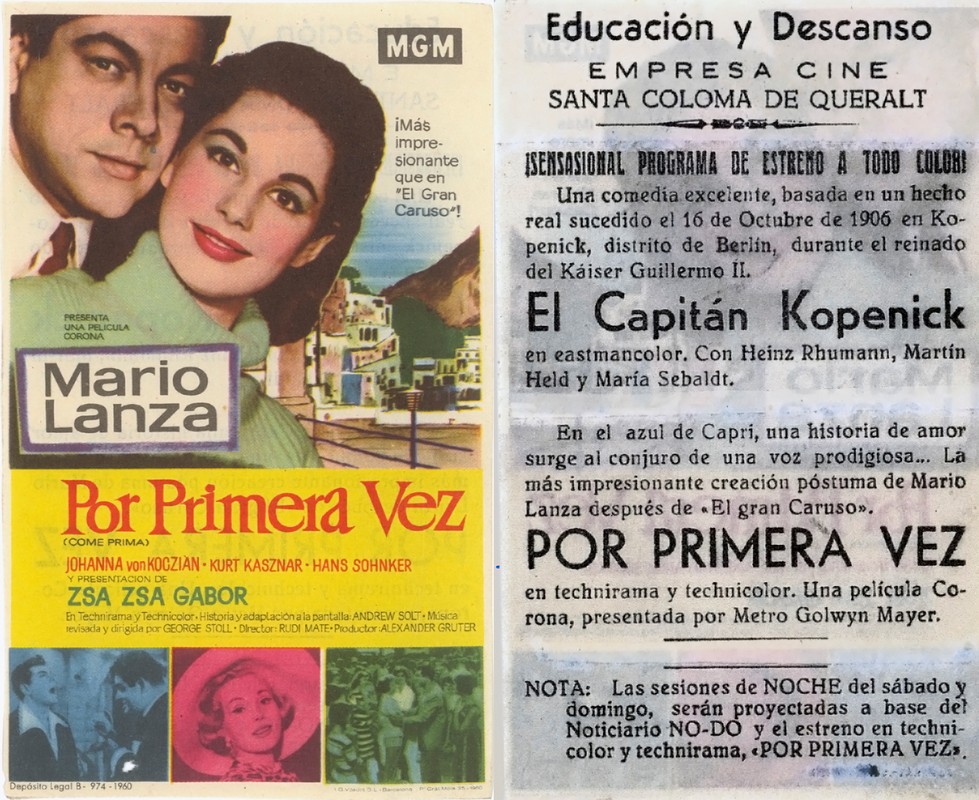 MGM
¡Más
impre-
sionante
que en
"El Gran
Caruso"!
PRESENTA
UNA PELICULA
CORONA
Mario
Lanza
Por Primera Vez
(COME PRIMA)
JOHANNA von KOCZIAN · KURT KASZNAR · HANS SOHNKER
Y PRESENTACION DE
ZSA ZSA GABOR
En Technirama y Technicolor · Historia y adaptación a la pantalla: ANDREW SOLT · Música
revisada y dirigida por GEORGE STOLL · Director: RUDI MATE · Productor: ALEXANDER GRUTER
Depósito Legal B - 974 - 1960
Educación y Descanso
EMPRESA CINE
SANTA COLOMA DE QUERALT
¡SENSASIONAL PROGRAMA DE ESTRENO A TODO COLOR!
Una comedia excelente, basada en un hecho
real sucedido el 16 de Octubre de 1906 en Ko-
penick, distrito de Berlín, durante el reinado
del Káiser Guillermo II.
El Capitán Kopenick
en eastmancolor. Con Heinz Rhumann, Martín
Held y María Sebaldt.
En el azul de Capri, una historia de amor
surge al conjuro de una voz prodigiosa... La
más impresionante creación póstuma de Mario
Lanza después de «El gran Caruso».
POR PRIMERA VEZ
en technirama y technicolor. Una película Co-
rona, presentada por Metro Golwyn Mayer.
NOTA: Las sesiones de NOCHE del sábado y
domingo, serán proyectadas a base del
Noticiario NO-DO y el estreno en techni-
color y technirama, «POR PRIMERA VEZ».